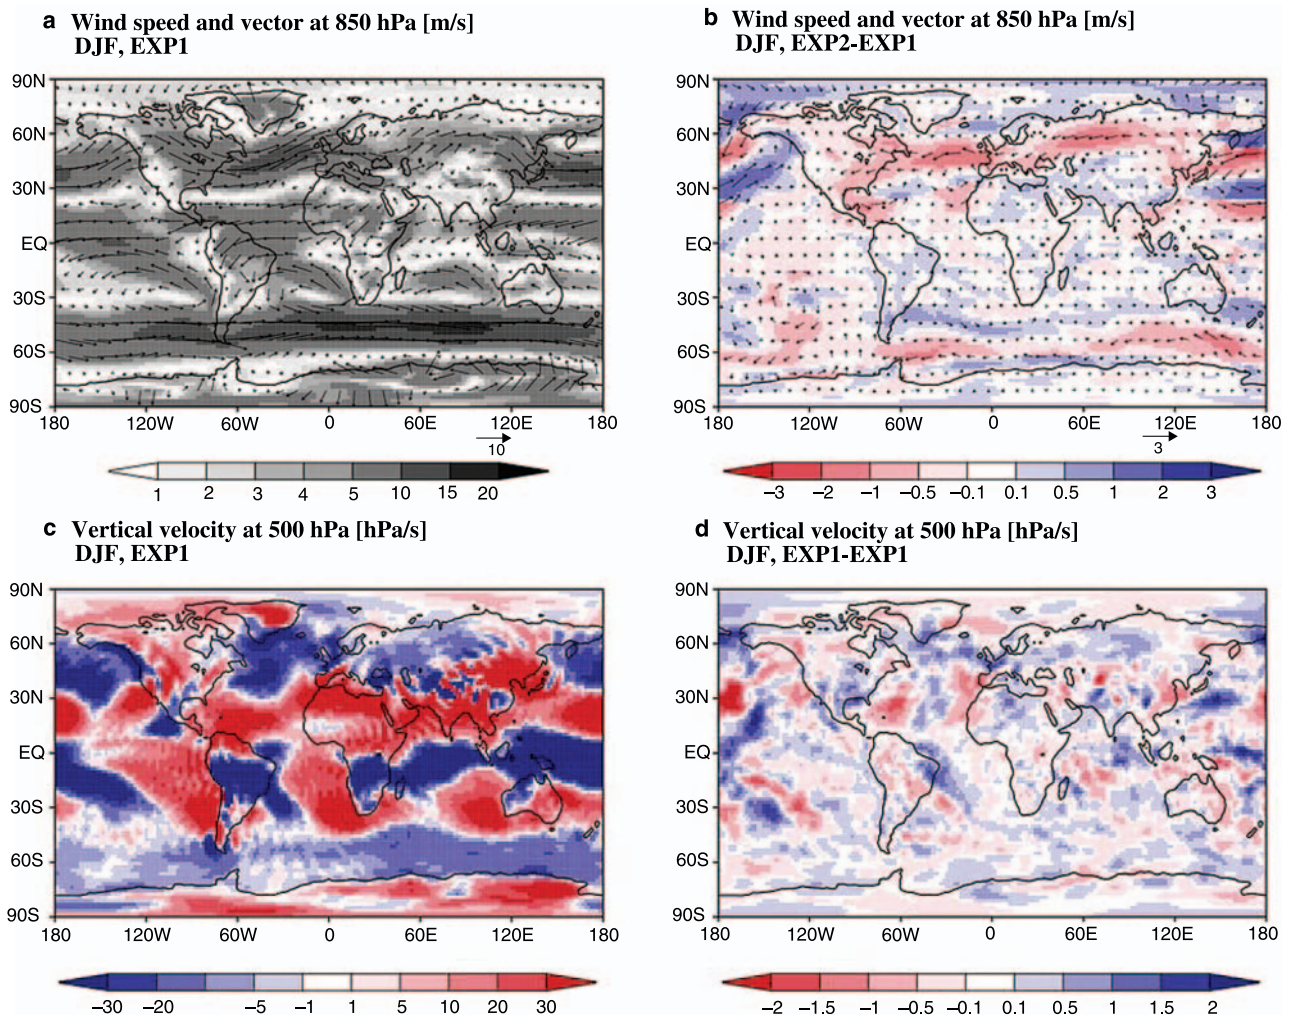 a Wind speed and vector at 850 hPa [m/s]
DJF, EXP1
90N
60N
30N
EQ
30S
60S
90S
180 120W 60W 0 60E 120E 180
10
1 2 3 4 5 10 15 20
b Wind speed and vector at 850 hPa [m/s]
DJF, EXP2-EXP1
90N
60N
30N
EQ
30S
60S
90S
180 120W 60W 0 60E 120E 180
3
−3 −2 −1 −0.5 −0.1 0.1 0.5 1 2 3
c Vertical velocity at 500 hPa [hPa/s]
DJF, EXP1
90N
60N
30N
EQ
30S
60S
90S
180 120W 60W 0 60E 120E 180
−30 −20 −5 −1 1 5 10 20 30
d Vertical velocity at 500 hPa [hPa/s]
DJF, EXP1-EXP1
90N
60N
30N
EQ
30S
60S
90S
180 120W 60W 0 60E 120E 180
−2 −1.5 −1 −0.5 −0.1 0.1 0.5 1 1.5 2